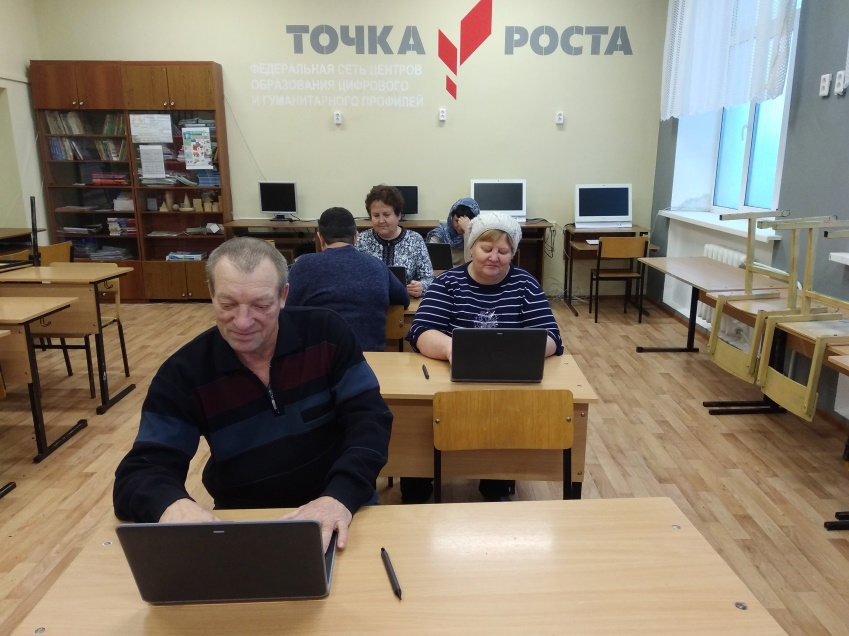 ТОЧКА РОСТА
ФЕДЕРАЛЬНАЯ СЕТЬ ЦЕНТРОВ
ОБРАЗОВАНИЯ ЦИФРОВОГО
И ГУМАНИТАРНОГО ПРОФИЛЕЙ